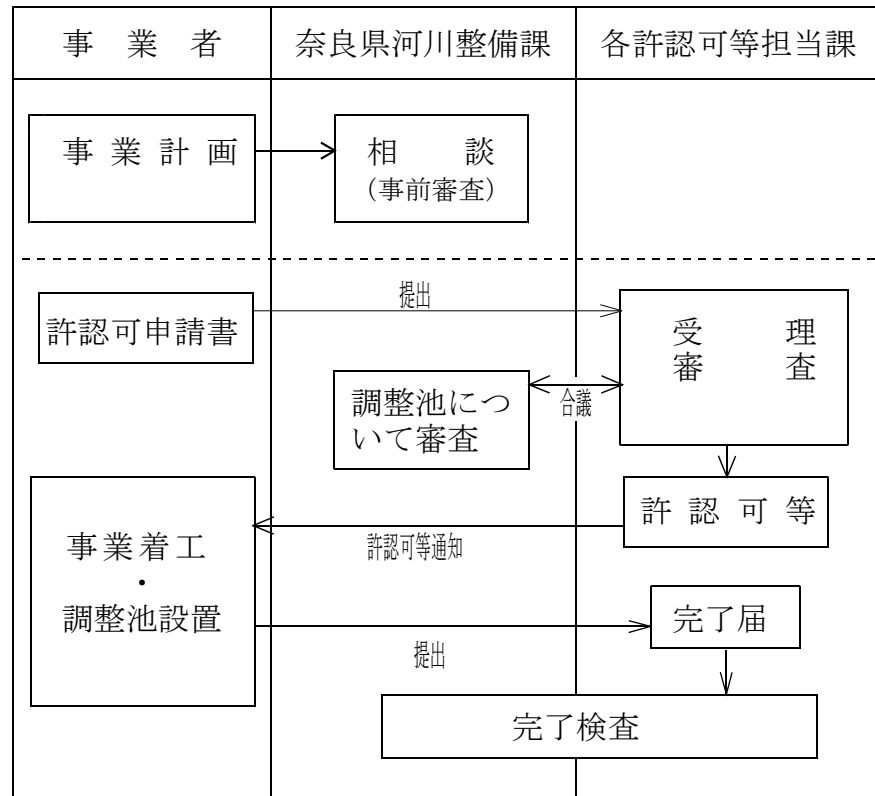 事業者
奈良県河川整備課
各許認可等担当課
事業計画
相談
（事前審査）
許認可申請書
提出
受理
審査
調整池につ
いて審査
合議
許認可等
許認可等通知
事業着工
・
調整池設置
完了届
提出
完了検査